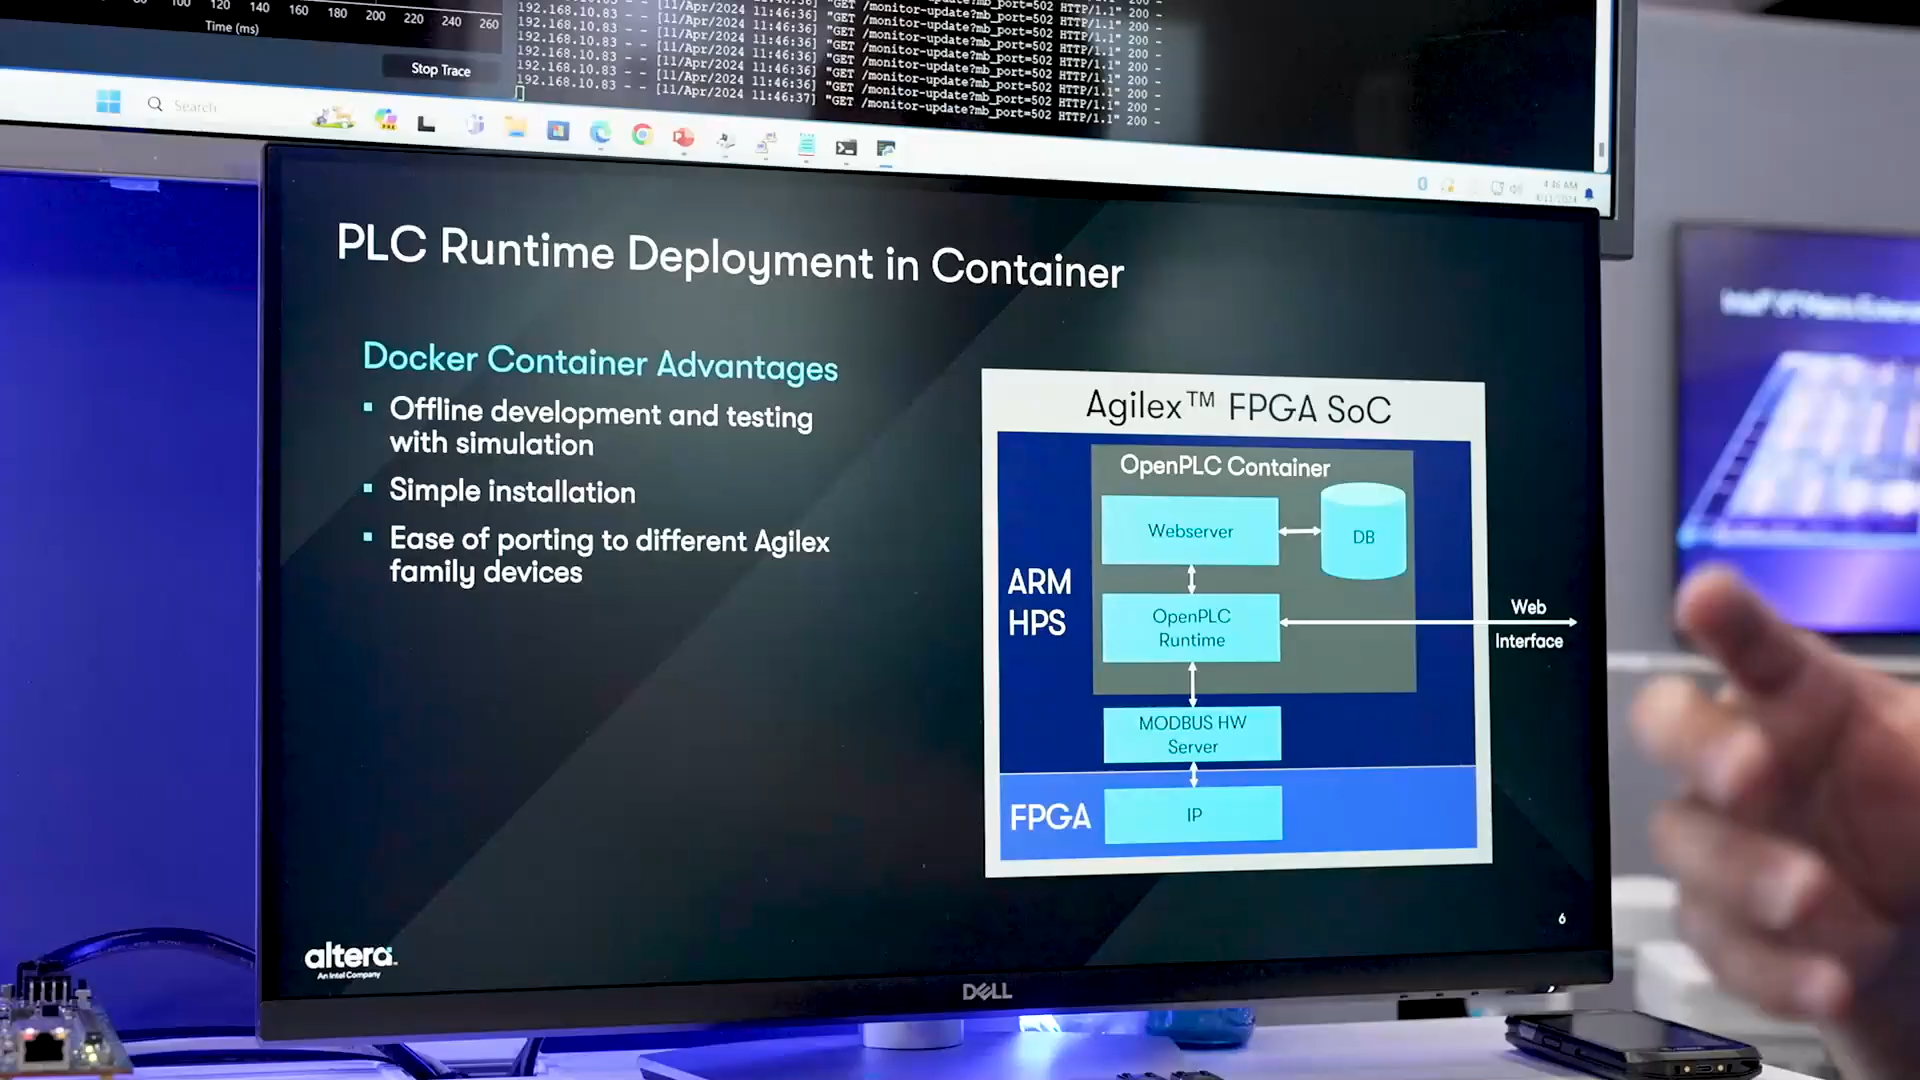 100 120 140 160 180 200 220 240 260
Time (ms)
Stop Trace
192.168.10.83 - - [11/Apr/2024 11:46:36] "GET /monitor-update?mb_port=502 HTTP/1.1" 200 -
192.168.10.83 - - [11/Apr/2024 11:46:36] "GET /monitor-update?mb_port=502 HTTP/1.1" 200 -
192.168.10.83 - - [11/Apr/2024 11:46:36] "GET /monitor-update?mb_port=502 HTTP/1.1" 200 -
192.168.10.83 - - [11/Apr/2024 11:46:36] "GET /monitor-update?mb_port=502 HTTP/1.1" 200 -
192.168.10.83 - - [11/Apr/2024 11:46:36] "GET /monitor-update?mb_port=502 HTTP/1.1" 200 -
192.168.10.83 - - [11/Apr/2024 11:46:37] "GET /monitor-update?mb_port=502 HTTP/1.1" 200 -
Search
4:46 AM
4/11/2024
PLC Runtime Deployment in Container
Docker Container Advantages
▪ Offline development and testing
with simulation
▪ Simple installation
▪ Ease of porting to different Agilex
family devices
Agilex™ FPGA SoC
OpenPLC Container
Webserver
DB
ARM
HPS
OpenPLC
Runtime
Web
Interface
MODBUS HW
Server
FPGA
IP
6
altera
An Intel Company
DELL